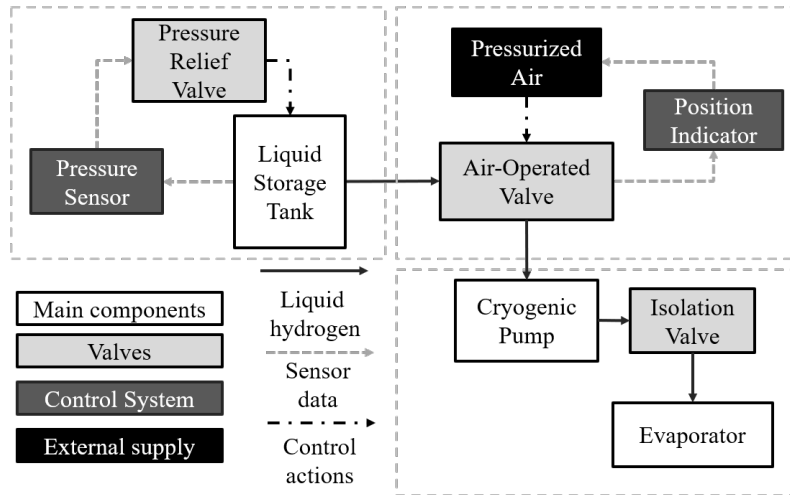 Pressure
Relief
Valve
Pressure
Sensor
Liquid
Storage
Tank
Pressurized
Air
Position
Indicator
Air-Operated
Valve
Cryogenic
Pump
Isolation
Valve
Evaporator
Main components
Valves
Control System
External supply
Liquid
hydrogen
Sensor
data
Control
actions